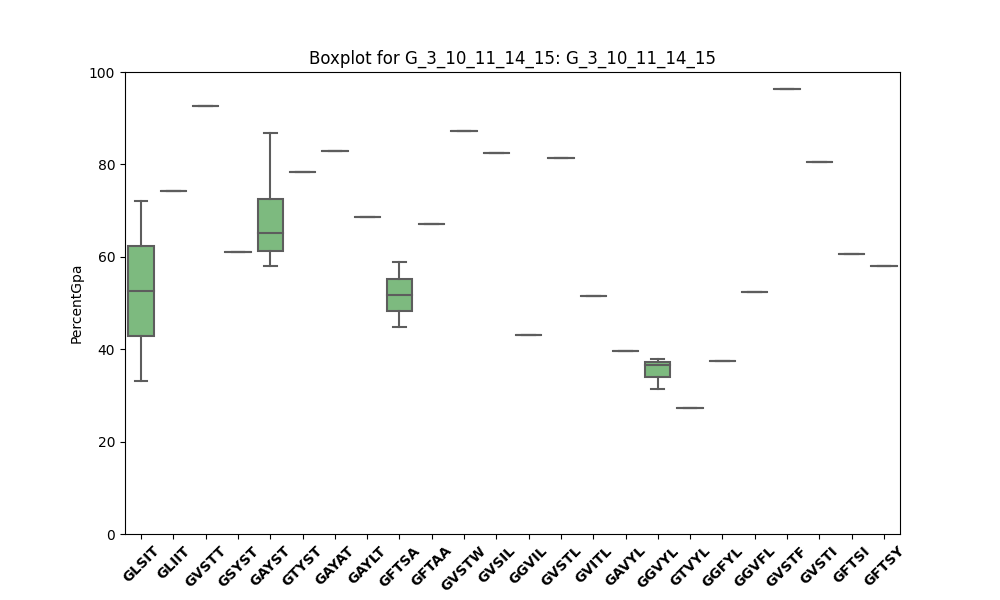 Boxplot for G_3_10_11_14_15: G_3_10_11_14_15
PercentGpa
100
80
60
40
20
0
GLSIT
GLIIT
GVSTT
GSYST
GAYST
GTYST
GAYAT
GAYLT
GFTSA
GFTAA
GVSTW
GVSIL
GGVIL
GVSTL
GVITL
GAVYL
GGVYL
GTVYL
GGFYL
GGVFL
GVSTF
GVSTI
GFTSI
GFTSY